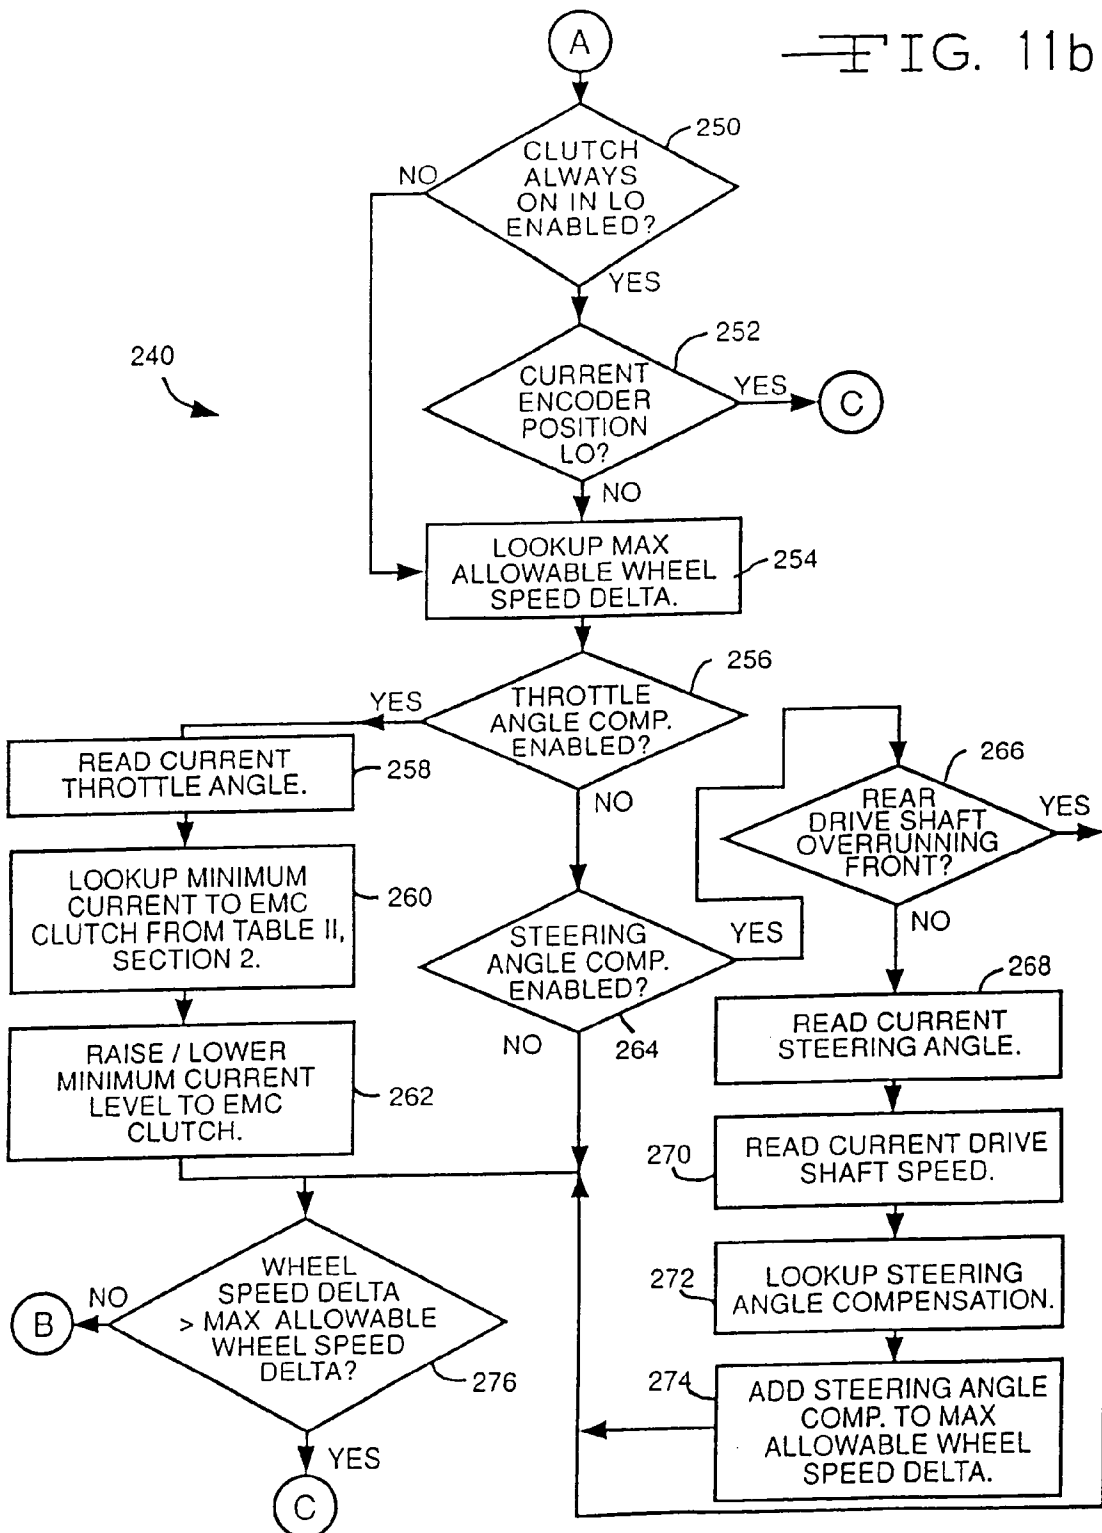 A
FIG. 11b
250
CLUTCH
ALWAYS
ON IN LO
ENABLED?
NO
YES
240
252
CURRENT
ENCODER
POSITION
LO?
YES
C
NO
LOOKUP MAX
ALLOWABLE WHEEL
SPEED DELTA.
254
256
THROTTLE
ANGLE COMP.
ENABLED?
YES
NO
READ CURRENT
THROTTLE ANGLE.
258
LOOKUP MINIMUM
CURRENT TO EMC
CLUTCH FROM TABLE II,
SECTION 2.
260
RAISE / LOWER
MINIMUM CURRENT
LEVEL TO EMC
CLUTCH.
262
STEERING
ANGLE COMP.
ENABLED?
YES
NO
264
266
REAR
DRIVE SHAFT
OVERRUNNING
FRONT?
YES
NO
268
READ CURRENT
STEERING ANGLE.
270
READ CURRENT DRIVE
SHAFT SPEED.
272
LOOKUP STEERING
ANGLE COMPENSATION.
274
ADD STEERING ANGLE
COMP. TO MAX
ALLOWABLE WHEEL
SPEED DELTA.
WHEEL
SPEED DELTA
> MAX ALLOWABLE
WHEEL SPEED
DELTA?
NO
B
276
YES
C